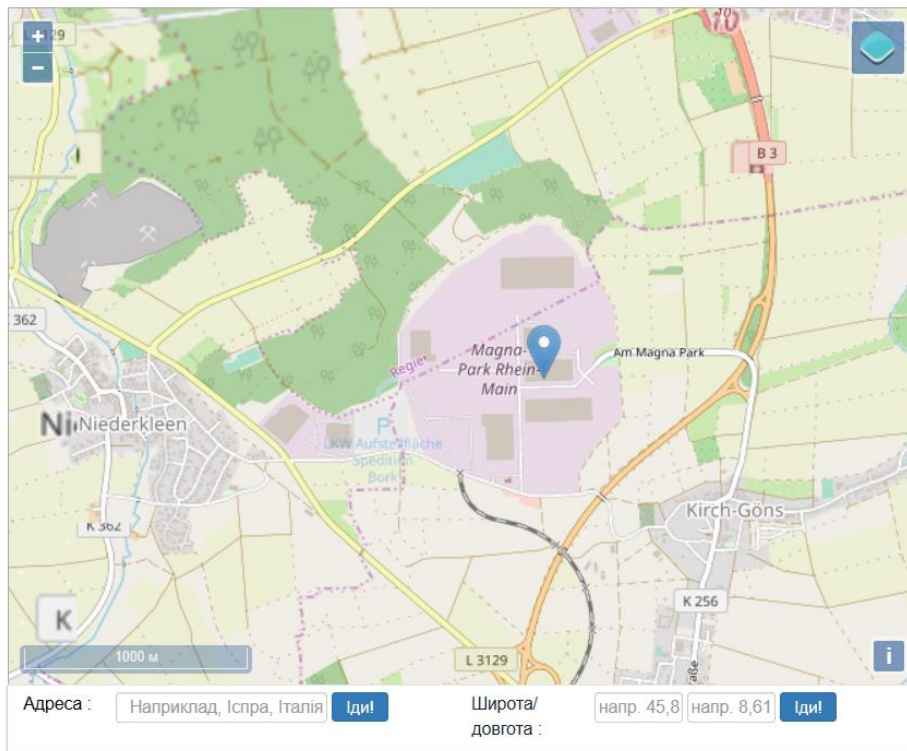 +
L 3129
10
−
B 3
K 362
Magna-
Park Rhein-
Main
Am Magna Park
Regier
Niederkleen
P
LKW Aufstellfläche
Spedition
Bork
K 362
Kirch-Göns
K
K 256
1000 м
L 3129
i
Адреса :
Наприклад, Іспра, Італія
Іди!
Широта/
довгота :
напр. 45,8
напр. 8,61
Іди!